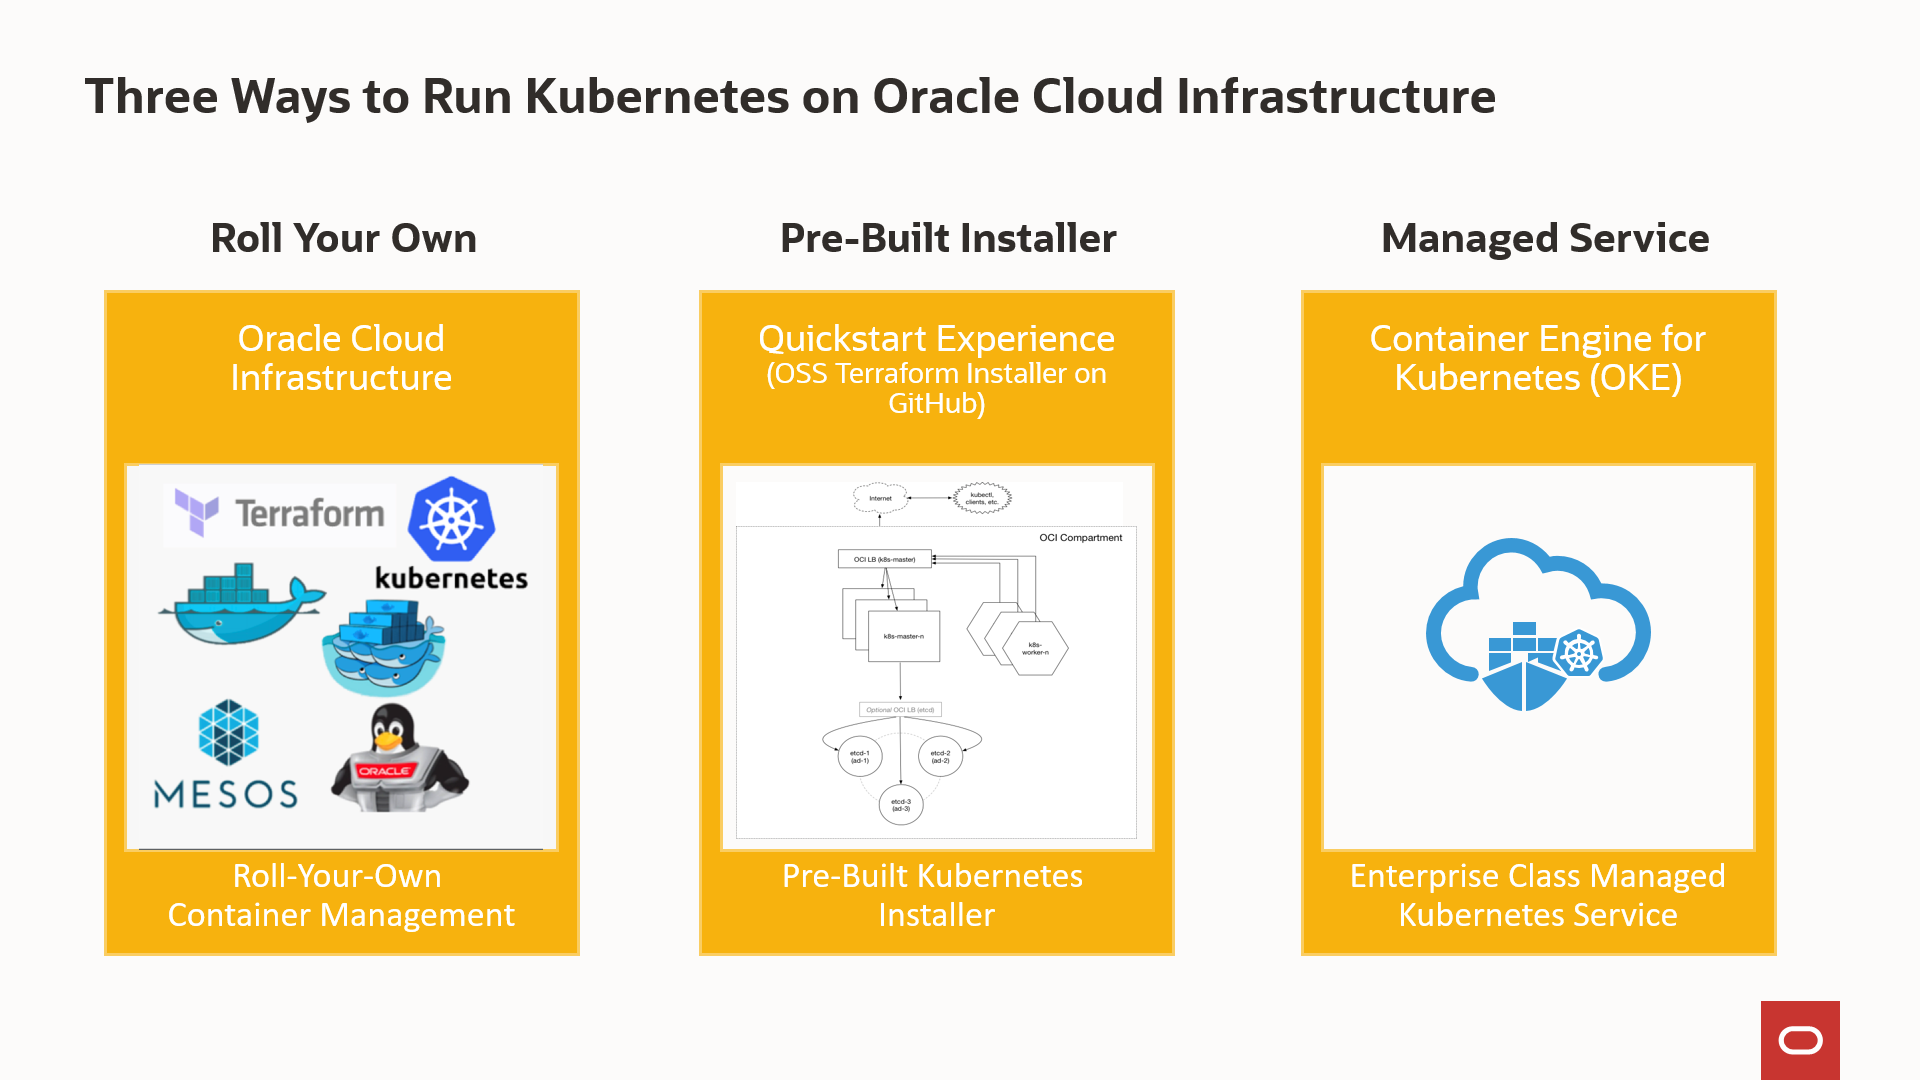 Three Ways to Run Kubernetes on Oracle Cloud Infrastructure
Roll Your Own
Oracle Cloud
Infrastructure
Terraform
kubernetes
MESOS
ORACLE
Roll-Your-Own
Container Management
Pre-Built Installer
Quickstart Experience
(OSS Terraform Installer on
GitHub)
Internet
kubectl,
clients, etc.
OCI Compartment
OCI LB (k8s-master)
k8s-master-n
k8s-
worker-n
Optional OCI LB (etcd)
etcd-1
(ad-1)
etcd-2
(ad-2)
etcd-3
(ad-3)
Pre-Built Kubernetes
Installer
Managed Service
Container Engine for
Kubernetes (OKE)
Enterprise Class Managed
Kubernetes Service